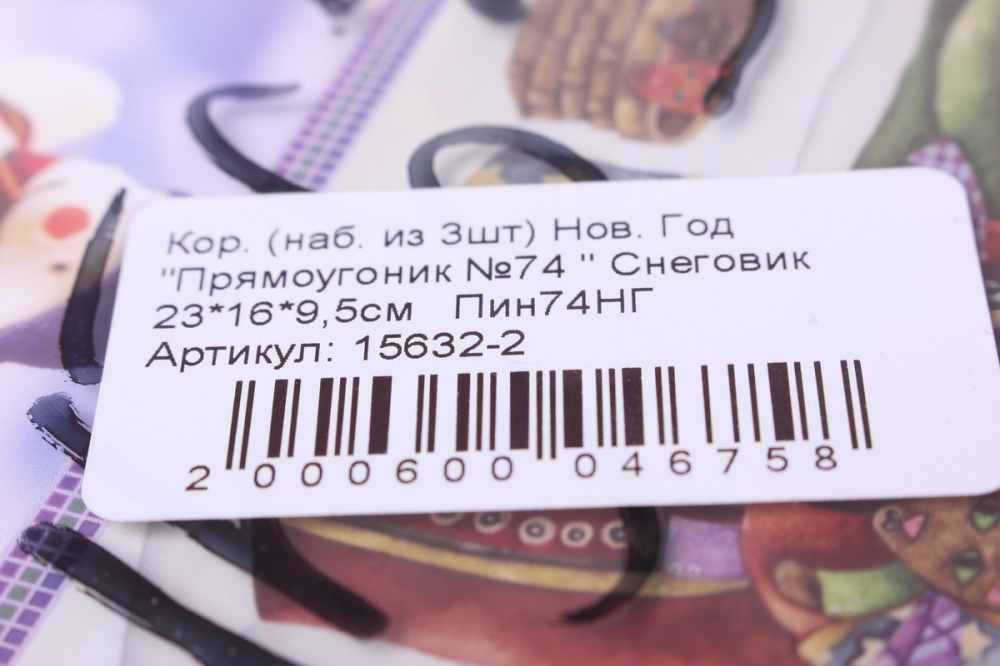 Кор. (наб. из 3шт) Нов. Год
"Прямоугоник №74 " Снеговик
23*16*9,5см Пин74НГ
Артикул: 15632-2
2 000600 046758